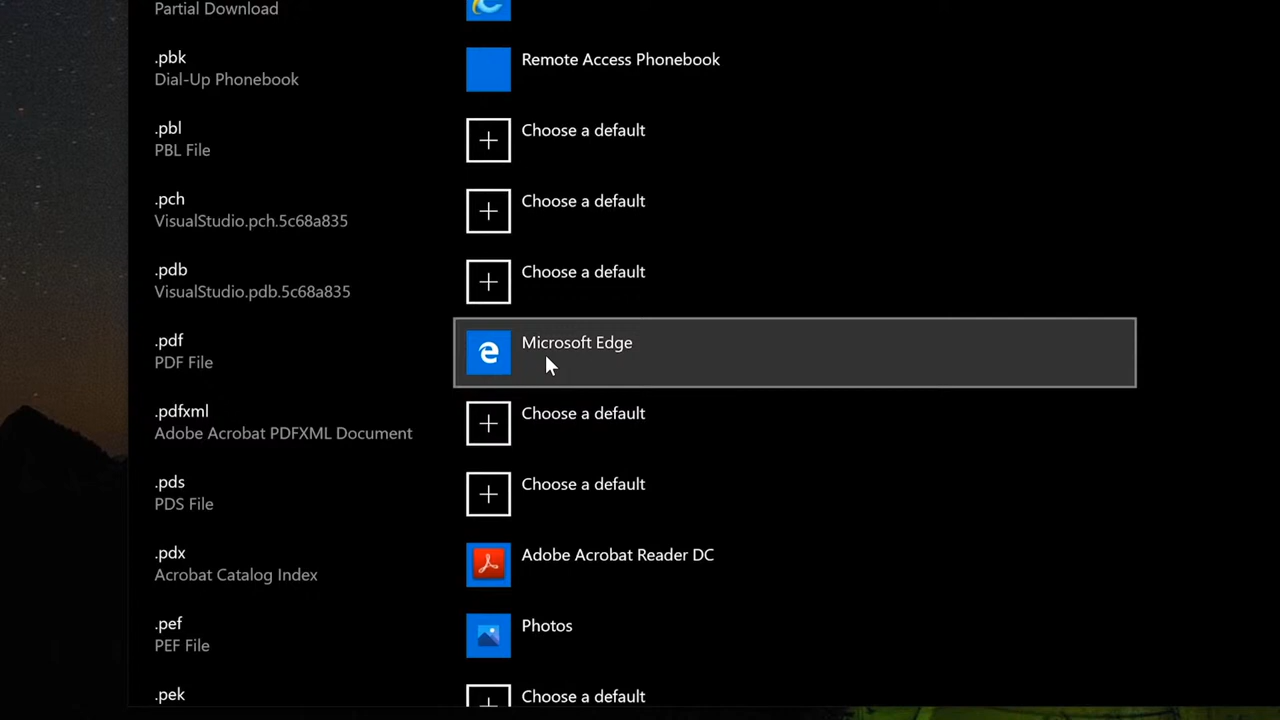 Partial Download
.pbk
Remote Access Phonebook
Dial-Up Phonebook
.pbl
Choose a default
PBL File
.pch
Choose a default
VisualStudio.pch.5c68a835
.pdb
Choose a default
VisualStudio.pdb.5c68a835
.pdf
Microsoft Edge
PDF File
.pdfxml
Choose a default
Adobe Acrobat PDFXML Document
.pds
Choose a default
PDS File
.pdx
Adobe Acrobat Reader DC
Acrobat Catalog Index
.pef
Photos
PEF File
.pek
Choose a default